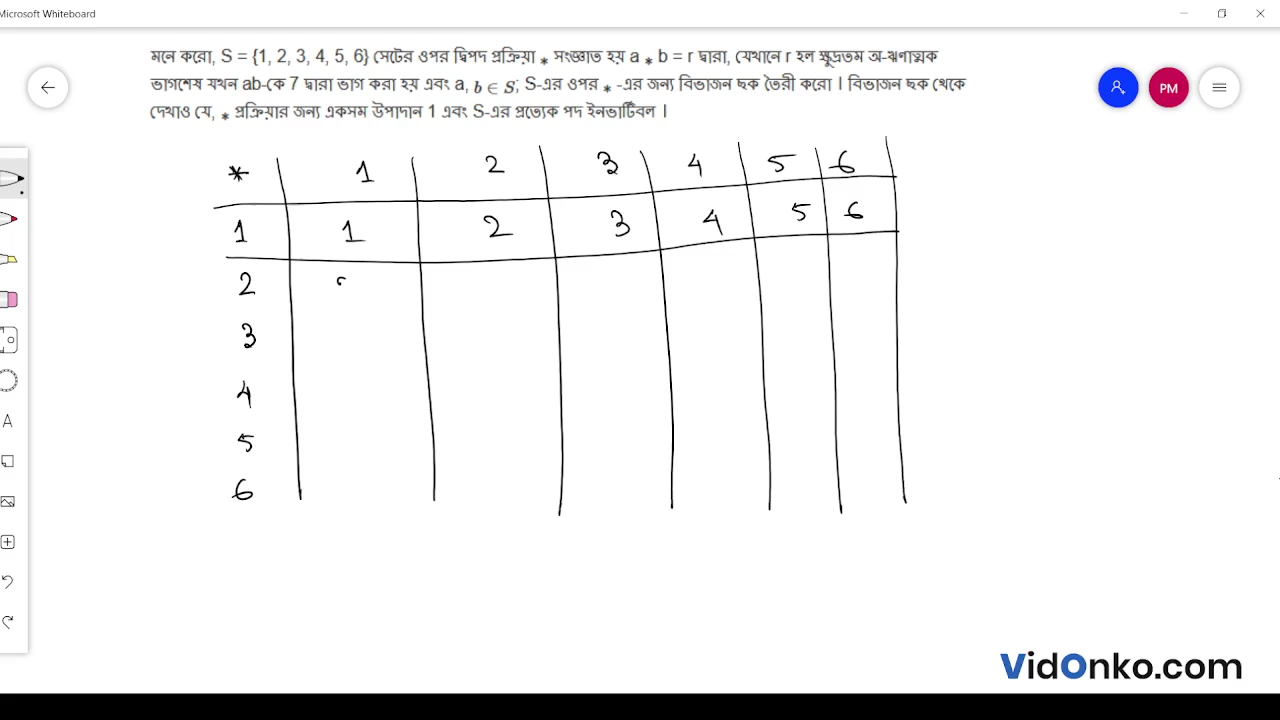 Microsoft Whiteboard
মনে করো, S = {1, 2, 3, 4, 5, 6} সেটের ওপর দ্বিপদ প্রক্রিয়া * সংজ্ঞাত হয় a * b = r দ্বারা, যেখানে r হল ক্ষুদ্রতম অ-ঋণাত্মক
ভাগশেষ যখন ab-কে 7 দ্বারা ভাগ করা হয় এবং a, b ∈ S; S-এর ওপর * -এর জন্য বিভাজন ছক তৈরী করো । বিভাজন ছক থেকে
দেখাও যে, * প্রক্রিয়ার জন্য একসম উপাদান 1 এবং S-এর প্রত্যেক পদ ইনভার্টিবল ।
PM
* 1 2 3 4 5 6
1 1 2 3 4 5 6
2
3
4
5
6
A
VidOnko.com